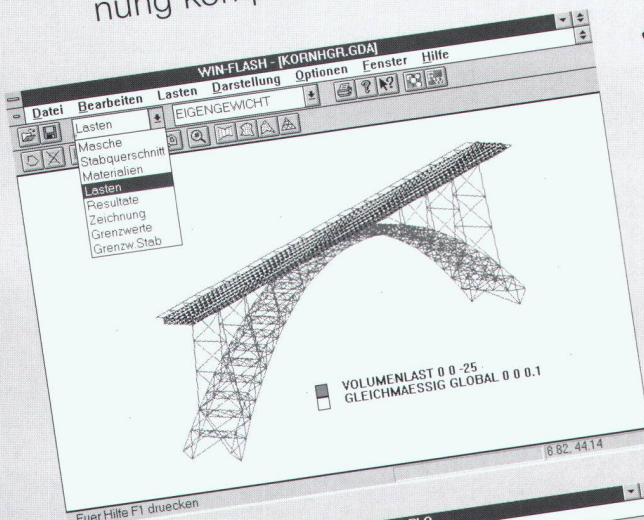 nung komp
WIN-FLASH - [KORNHGR.GDA]
Datei Bearbeiten Lasten Darstellung Optionen Fenster Hilfe
Lasten EIGENGEWICHT
Masche
Stabquerschnitt
Materialien
Lasten
Resultate
Zeichnung
Grenzwerte
Grenzw.Stab
VOLUMENLAST 0 0 -25
GLEICHMAESSIG GLOBAL 0 0 0.1
6.82, 44.14
Fuer Hilfe F1 druecken